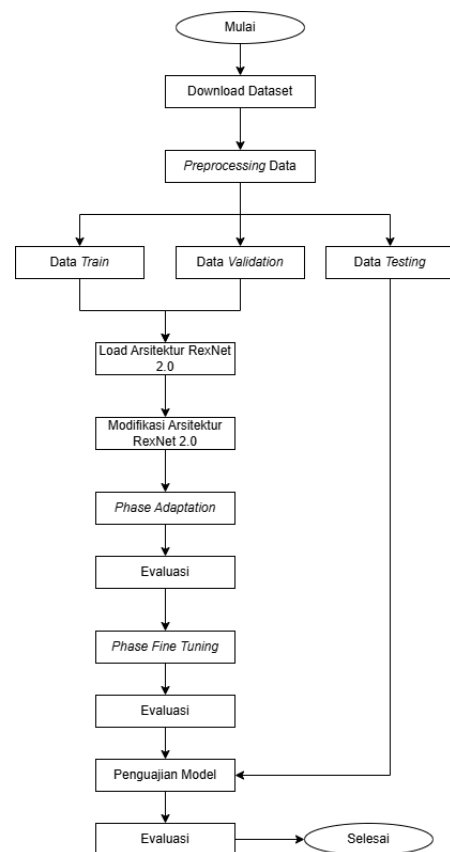 Mulai
Download Dataset
Preprocessing Data
Data Train
Data Validation
Data Testing
Load Arsitektur RexNet
2.0
Modifikasi Arsitektur
RexNet 2.0
Phase Adaptation
Evaluasi
Phase Fine Tuning
Evaluasi
Penguajian Model
Evaluasi
Selesai